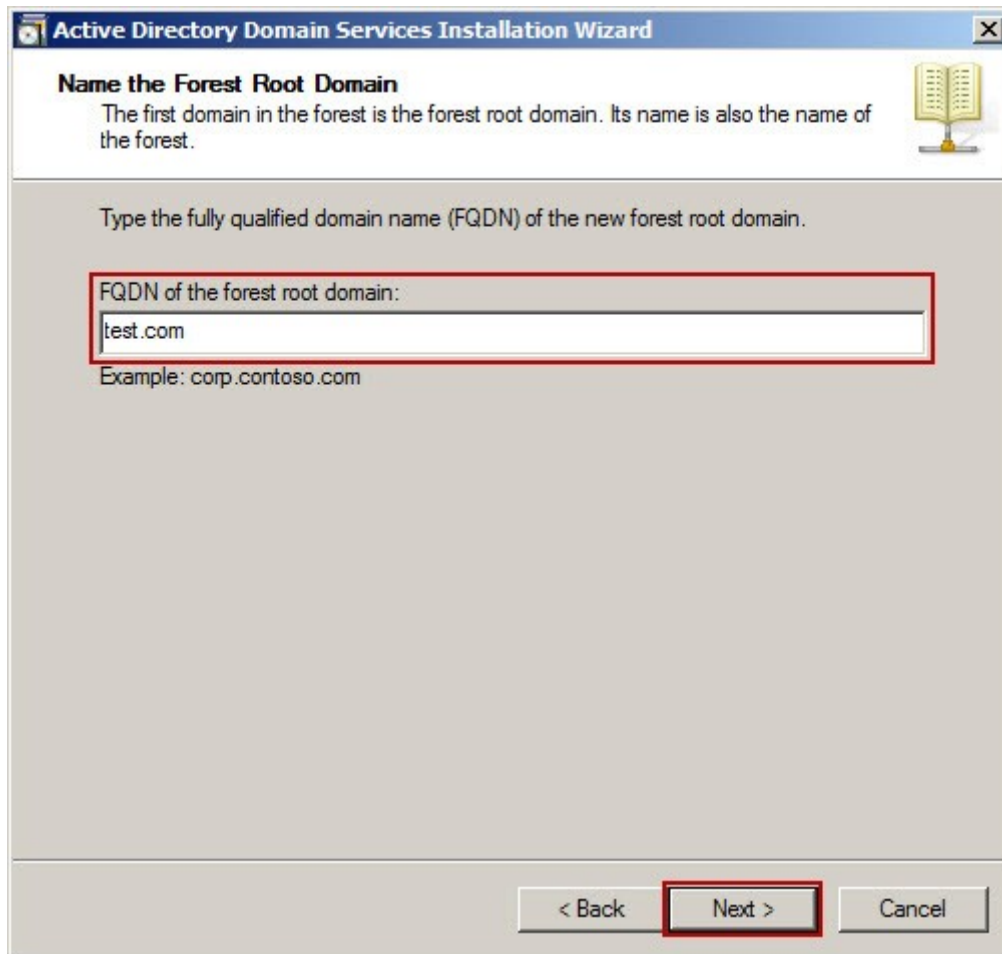 Active Directory Domain Services Installation Wizard
Name the Forest Root Domain
The first domain in the forest is the forest root domain. Its name is also the name of
the forest.
Type the fully qualified domain name (FQDN) of the new forest root domain.
FQDN of the forest root domain:
test.com
Example: corp.contoso.com
< Back
Next >
Cancel